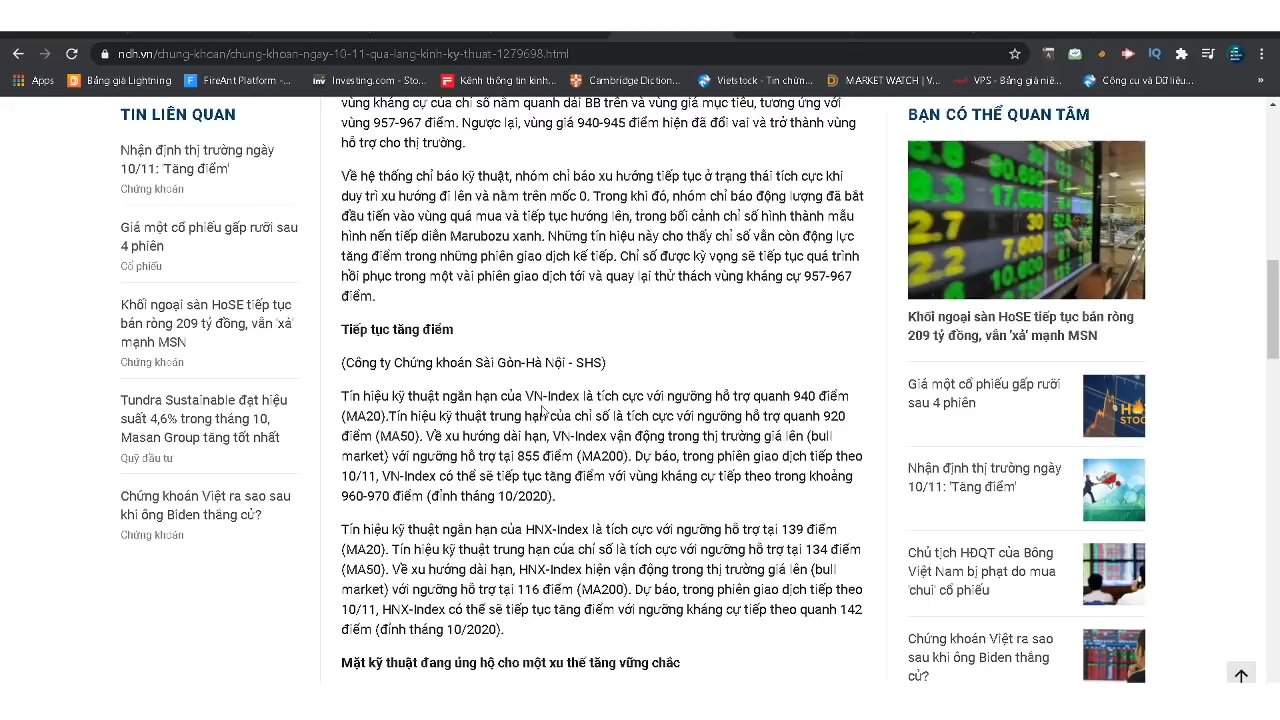 ndh.vn/chung-khoan/chung-khoan-ngay-10-11-qua-lang-kinh-ky-thuat-1279698.html
Apps
Bảng giá Lightning
FireAnt Platform -...
Investing.com - Sto...
Kênh thông tin kinh...
Cambridge Diction...
Vietstock - Tin chứn...
MARKET WATCH | V...
VPS - Bảng giá niê...
Công cụ và Dữ liệu...
TIN LIÊN QUAN
Nhận định thị trường ngày
10/11: 'Tăng điểm'
Chứng khoán
Giá một cổ phiếu gấp rưỡi sau
4 phiên
Cổ phiếu
Khối ngoại sàn HoSE tiếp tục
bán ròng 209 tỷ đồng, vẫn 'xả'
mạnh MSN
Chứng khoán
Tundra Sustainable đạt hiệu
suất 4,6% trong tháng 10,
Masan Group tăng tốt nhất
Quỹ đầu tư
Chứng khoán Việt ra sao sau
khi ông Biden thắng cử?
Chứng khoán
vùng kháng cự của chỉ số nằm quanh dải BB trên và vùng giá mục tiêu, tương ứng với
vùng 957-967 điểm. Ngược lại, vùng giá 940-945 điểm hiện đã đổi vai và trở thành vùng
hỗ trợ cho thị trường.
Về hệ thống chỉ báo kỹ thuật, nhóm chỉ báo xu hướng tiếp tục ở trạng thái tích cực khi
duy trì xu hướng đi lên và nằm trên mốc 0. Trong khi đó, nhóm chỉ báo động lượng đã bắt
đầu tiến vào vùng quá mua và tiếp tục hướng lên, trong bối cảnh chỉ số hình thành mẫu
hình nến tiếp diễn Marubozu xanh. Những tín hiệu này cho thấy chỉ số vẫn còn động lực
tăng điểm trong những phiên giao dịch kế tiếp. Chỉ số được kỳ vọng sẽ tiếp tục quá trình
hồi phục trong một vài phiên giao dịch tới và quay lại thử thách vùng kháng cự 957-967
điểm.
Tiếp tục tăng điểm
(Công ty Chứng khoán Sài Gòn-Hà Nội - SHS)
Tín hiệu kỹ thuật ngắn hạn của VN-Index là tích cực với ngưỡng hỗ trợ quanh 940 điểm
(MA20).Tín hiệu kỹ thuật trung hạn của chỉ số là tích cực với ngưỡng hỗ trợ quanh 920
điểm (MA50). Về xu hướng dài hạn, VN-Index vận động trong thị trường giá lên (bull
market) với ngưỡng hỗ trợ tại 855 điểm (MA200). Dự báo, trong phiên giao dịch tiếp theo
10/11, VN-Index có thể sẽ tiếp tục tăng điểm với vùng kháng cự tiếp theo trong khoảng
960-970 điểm (đỉnh tháng 10/2020).
Tín hiệu kỹ thuật ngắn hạn của HNX-Index là tích cực với ngưỡng hỗ trợ tại 139 điểm
(MA20). Tín hiệu kỹ thuật trung hạn của chỉ số là tích cực với ngưỡng hỗ trợ tại 134 điểm
(MA50). Về xu hướng dài hạn, HNX-Index hiện vận động trong thị trường giá lên (bull
market) với ngưỡng hỗ trợ tại 116 điểm (MA200). Dự báo, trong phiên giao dịch tiếp theo
10/11, HNX-Index có thể sẽ tiếp tục tăng điểm với ngưỡng kháng cự tiếp theo quanh 142
điểm (đỉnh tháng 10/2020).
Mặt kỹ thuật đang ủng hộ cho một xu thế tăng vững chắc
BẠN CÓ THỂ QUAN TÂM
Khối ngoại sàn HoSE tiếp tục bán ròng
209 tỷ đồng, vẫn 'xả' mạnh MSN
Giá một cổ phiếu gấp rưỡi
sau 4 phiên
Nhận định thị trường ngày
10/11: 'Tăng điểm'
Chủ tịch HĐQT của Bông
Việt Nam bị phạt do mua
'chui' cổ phiếu
Chứng khoán Việt ra sao
sau khi ông Biden thắng
cử?